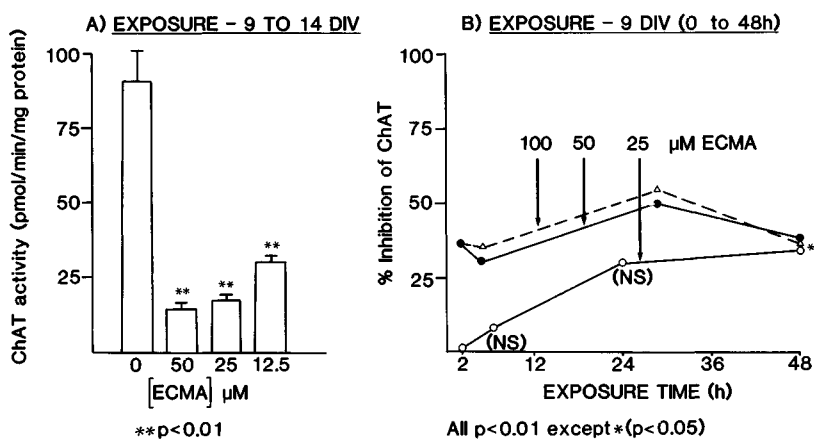 A) EXPOSURE - 9 TO 14 DIV
ChAT activity (pmol/min/mg protein)
100
75
50
25
**
**
**
0 50 25 12.5
[ECMA] µM
**p<0.01
B) EXPOSURE - 9 DIV (0 to 48h)
% Inhibition of ChAT
100
75
50
25
100 50 25 µM ECMA
(NS)
(NS)
*
0
2 12 24 36 48
EXPOSURE TIME (h)
All p<0.01 except*(p<0.05)